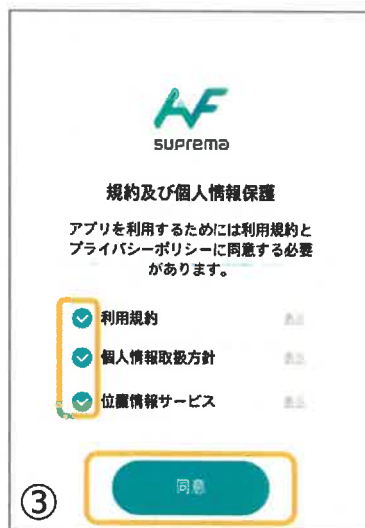 suprema
規約及び個人情報保護
アプリを利用するためには利用規約と
プライバシーポリシーに同意する必要
があります。
利用規約
個人情報取扱方針
位置情報サービス
同意
③